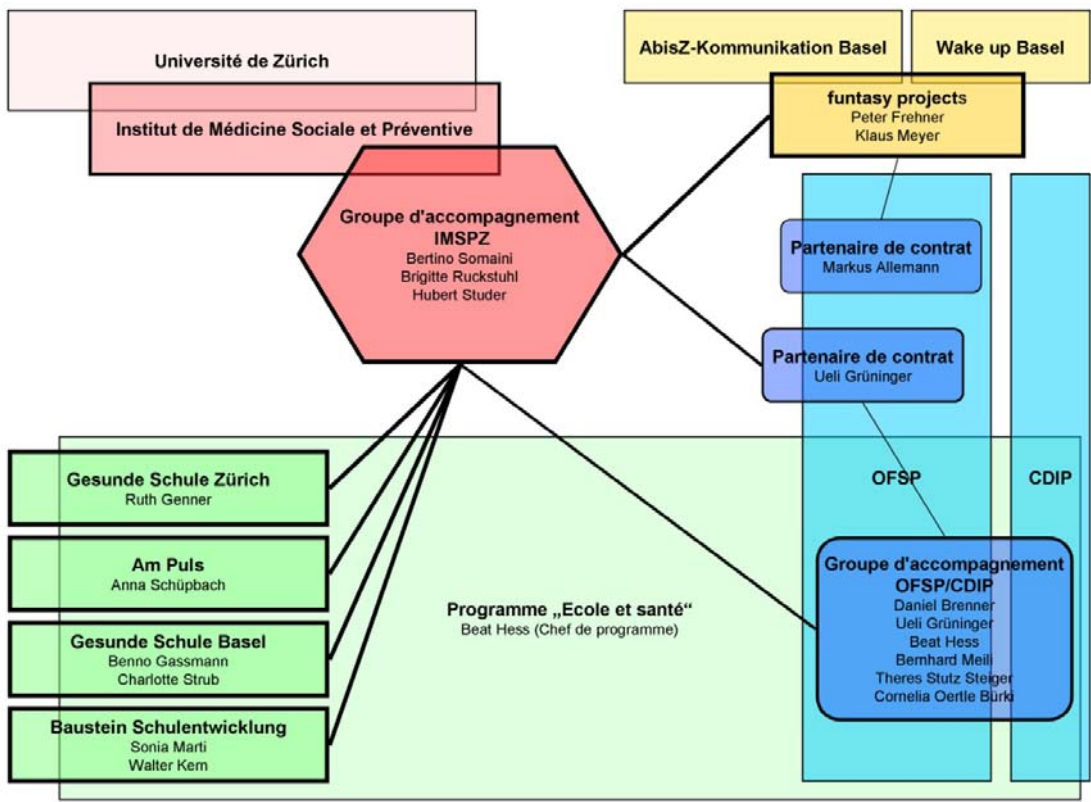 Université de Zürich
Institut de Médicine Sociale et Préventive
AbisZ-Kommunikation Basel
Wake up Basel
funtasy projects
Peter Frehner
Klaus Meyer
Groupe d'accompagnement
IMSPZ
Bertino Somaini
Brigitte Ruckstuhl
Hubert Studer
Partenaire de contrat
Markus Allemann
Partenaire de contrat
Ueli Grüninger
Gesunde Schule Zürich
Ruth Genner
Am Puls
Anna Schüpbach
Gesunde Schule Basel
Benno Gassmann
Charlotte Strub
Baustein Schulentwicklung
Sonia Marti
Walter Kern
Programme „Ecole et santé“
Beat Hess (Chef de programme)
OFSP
CDIP
Groupe d'accompagnement
OFSP/CDIP
Daniel Brenner
Ueli Grüninger
Beat Hess
Bernhard Meili
Theres Stutz Steiger
Cornelia Oertle Bürki